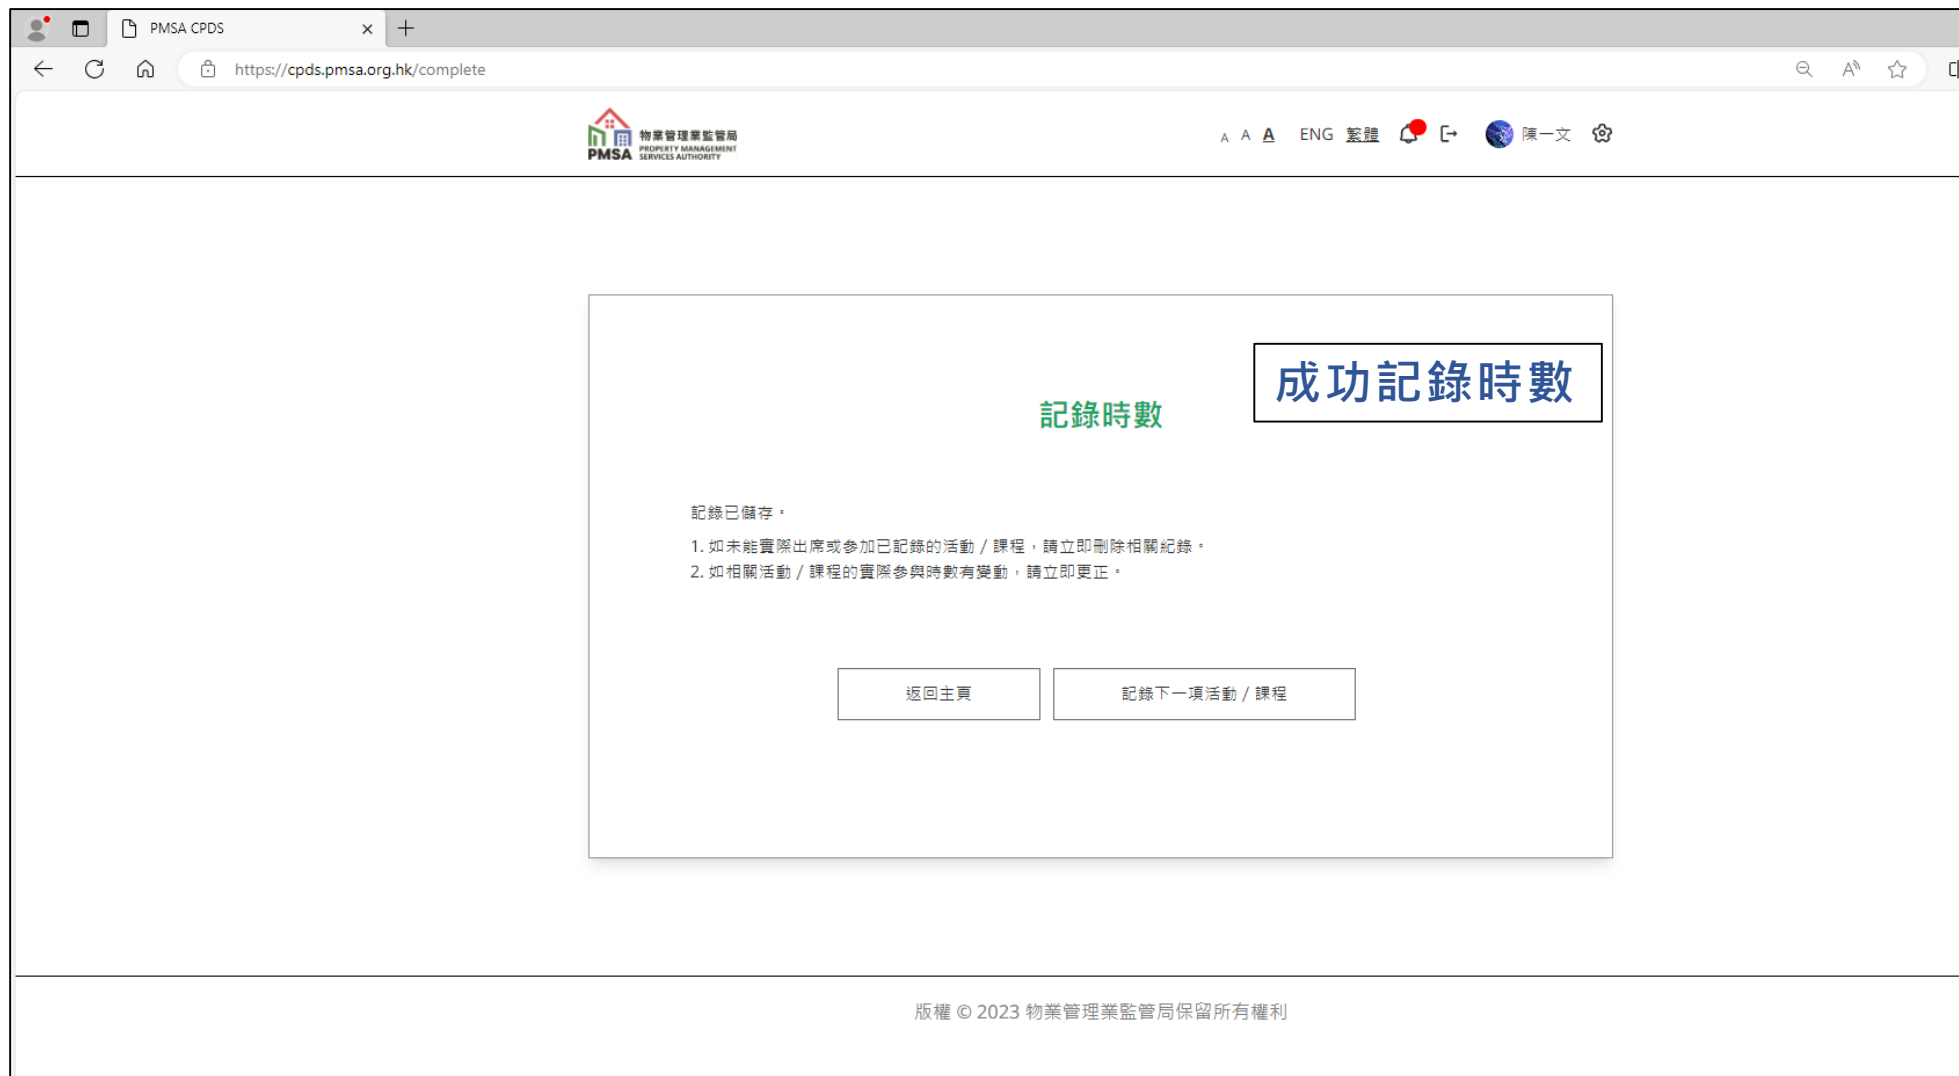 PMSA CPDS
https://cpds.pmsa.org.hk/complete
物業管理業監管局
PROPERTY MANAGEMENT
SERVICES AUTHORITY
PMSA
A A A ENG 繁體 陳一文
成功記錄時數
記錄時數
記錄已儲存。
1. 如未能實際出席或參加已記錄的活動 / 課程，請立即刪除相關紀錄。
2. 如相關活動 / 課程的實際參與時數有變動，請立即更正。
返回主頁 記錄下一項活動 / 課程
版權 © 2023 物業管理業監管局保留所有權利